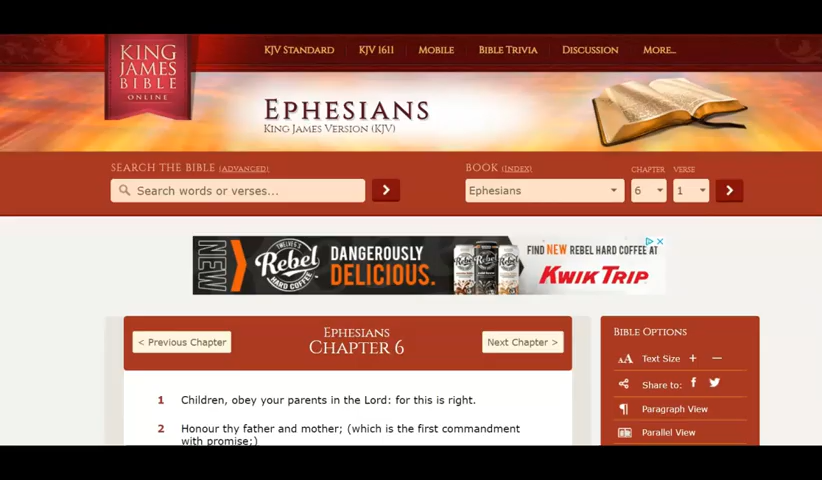 KING JAMES BIBLE ONLINE
KJV STANDARD
KJV 1611
MOBILE
BIBLE TRIVIA
DISCUSSION
MORE...
EPHESIANS
KING JAMES VERSION (KJV)
SEARCH THE BIBLE (ADVANCED)
Search words or verses...
BOOK (INDEX)
CHAPTER
VERSE
Ephesians
6
1
NEW
TWELVE5'S
Rebel
HARD COFFEE
DANGEROUSLY
DELICIOUS.
FIND NEW REBEL HARD COFFEE AT
KWIK TRIP
< Previous Chapter
EPHESIANS
CHAPTER 6
Next Chapter >
1 Children, obey your parents in the Lord: for this is right.
2 Honour thy father and mother; (which is the first commandment
with promise;)
BIBLE OPTIONS
AA Text Size + —
Share to:
Paragraph View
Parallel View